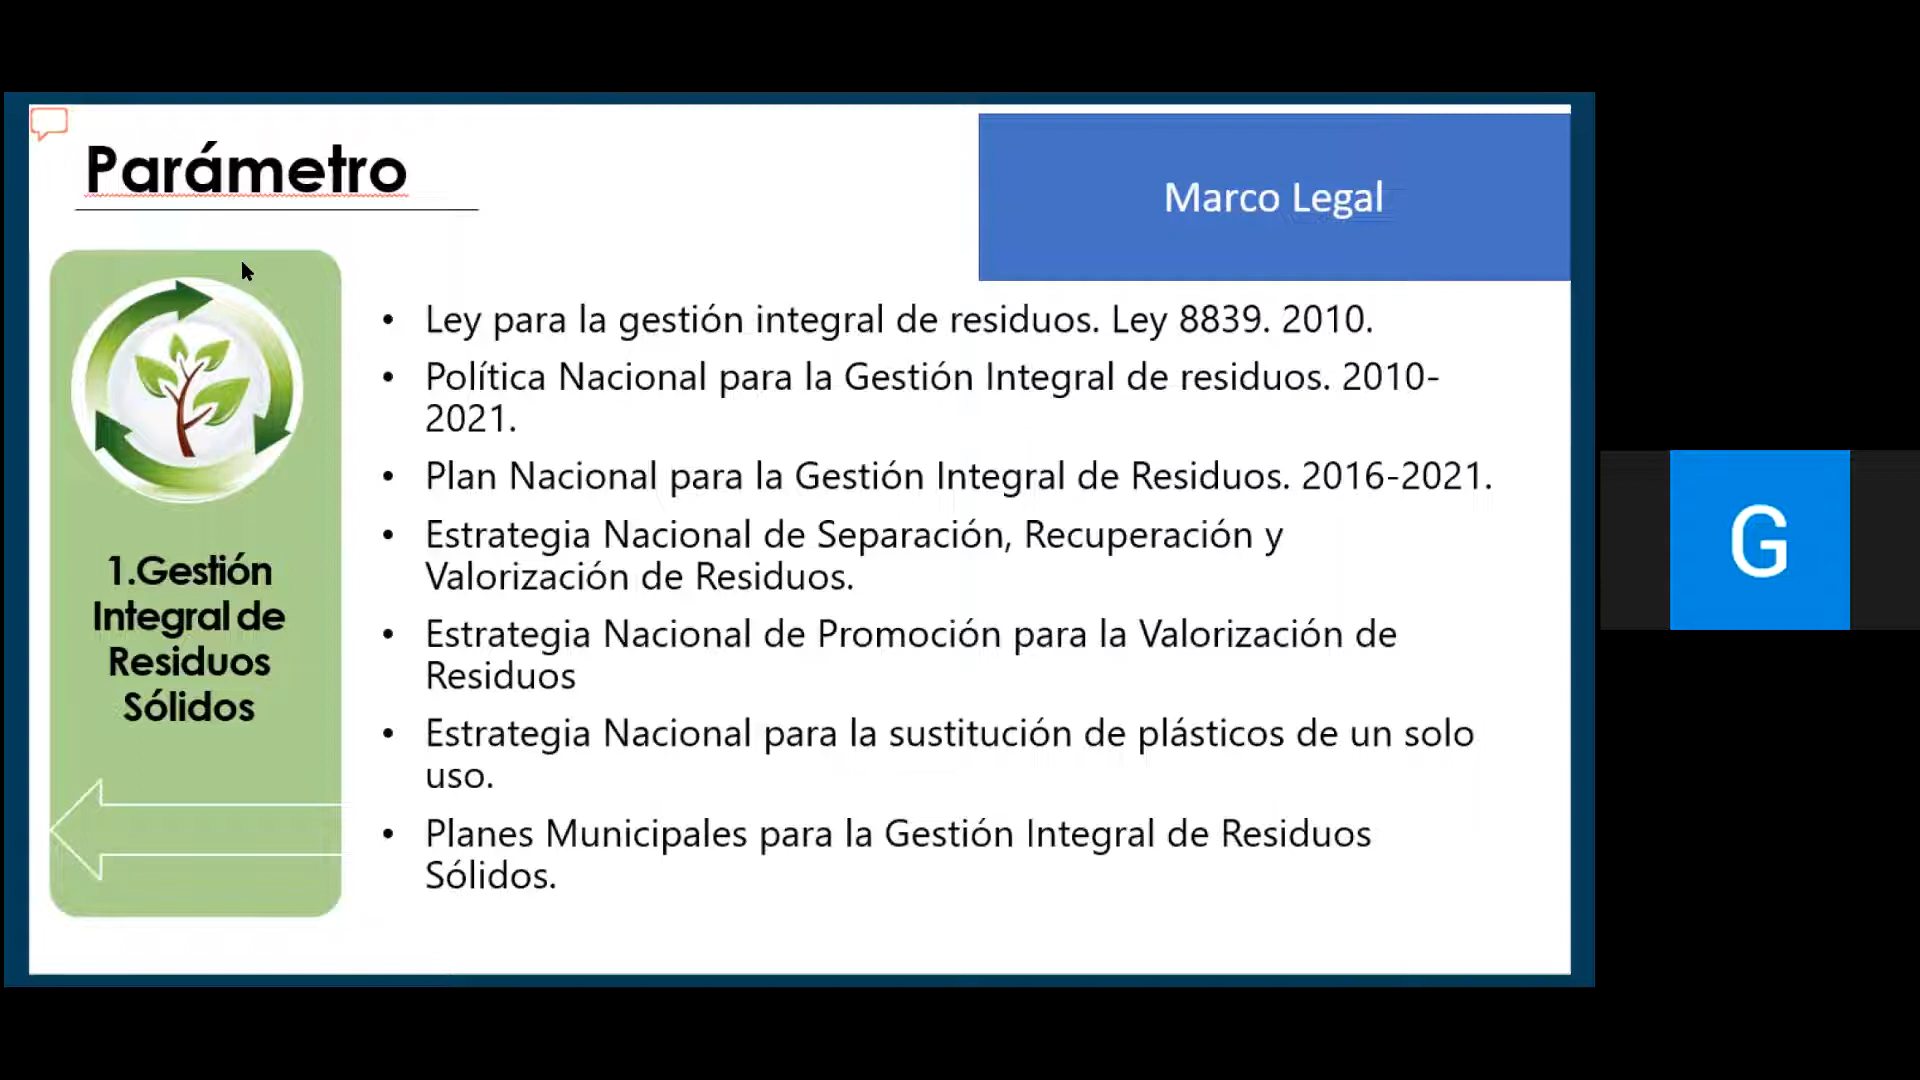 Parámetro
Marco Legal
1.Gestión
Integral de
Residuos
Sólidos
• Ley para la gestión integral de residuos. Ley 8839. 2010.
• Política Nacional para la Gestión Integral de residuos. 2010-
2021.
• Plan Nacional para la Gestión Integral de Residuos. 2016-2021.
• Estrategia Nacional de Separación, Recuperación y
Valorización de Residuos.
• Estrategia Nacional de Promoción para la Valorización de
Residuos
• Estrategia Nacional para la sustitución de plásticos de un solo
uso.
• Planes Municipales para la Gestión Integral de Residuos
Sólidos.
G